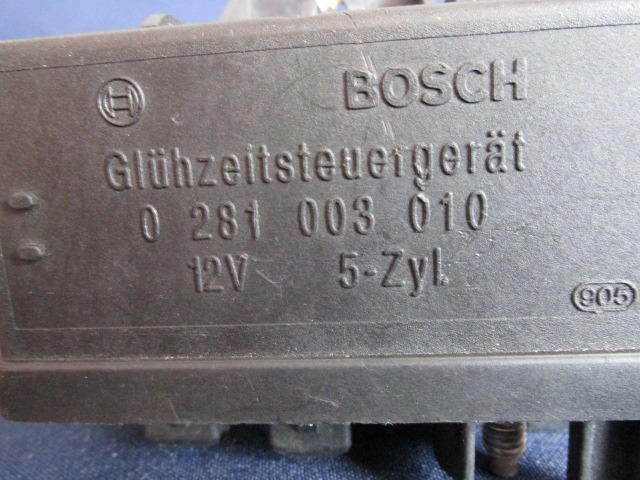 BOSCH
Glühzeitsteuergerät
0 281 003 010
12V 5-Zyl.
905